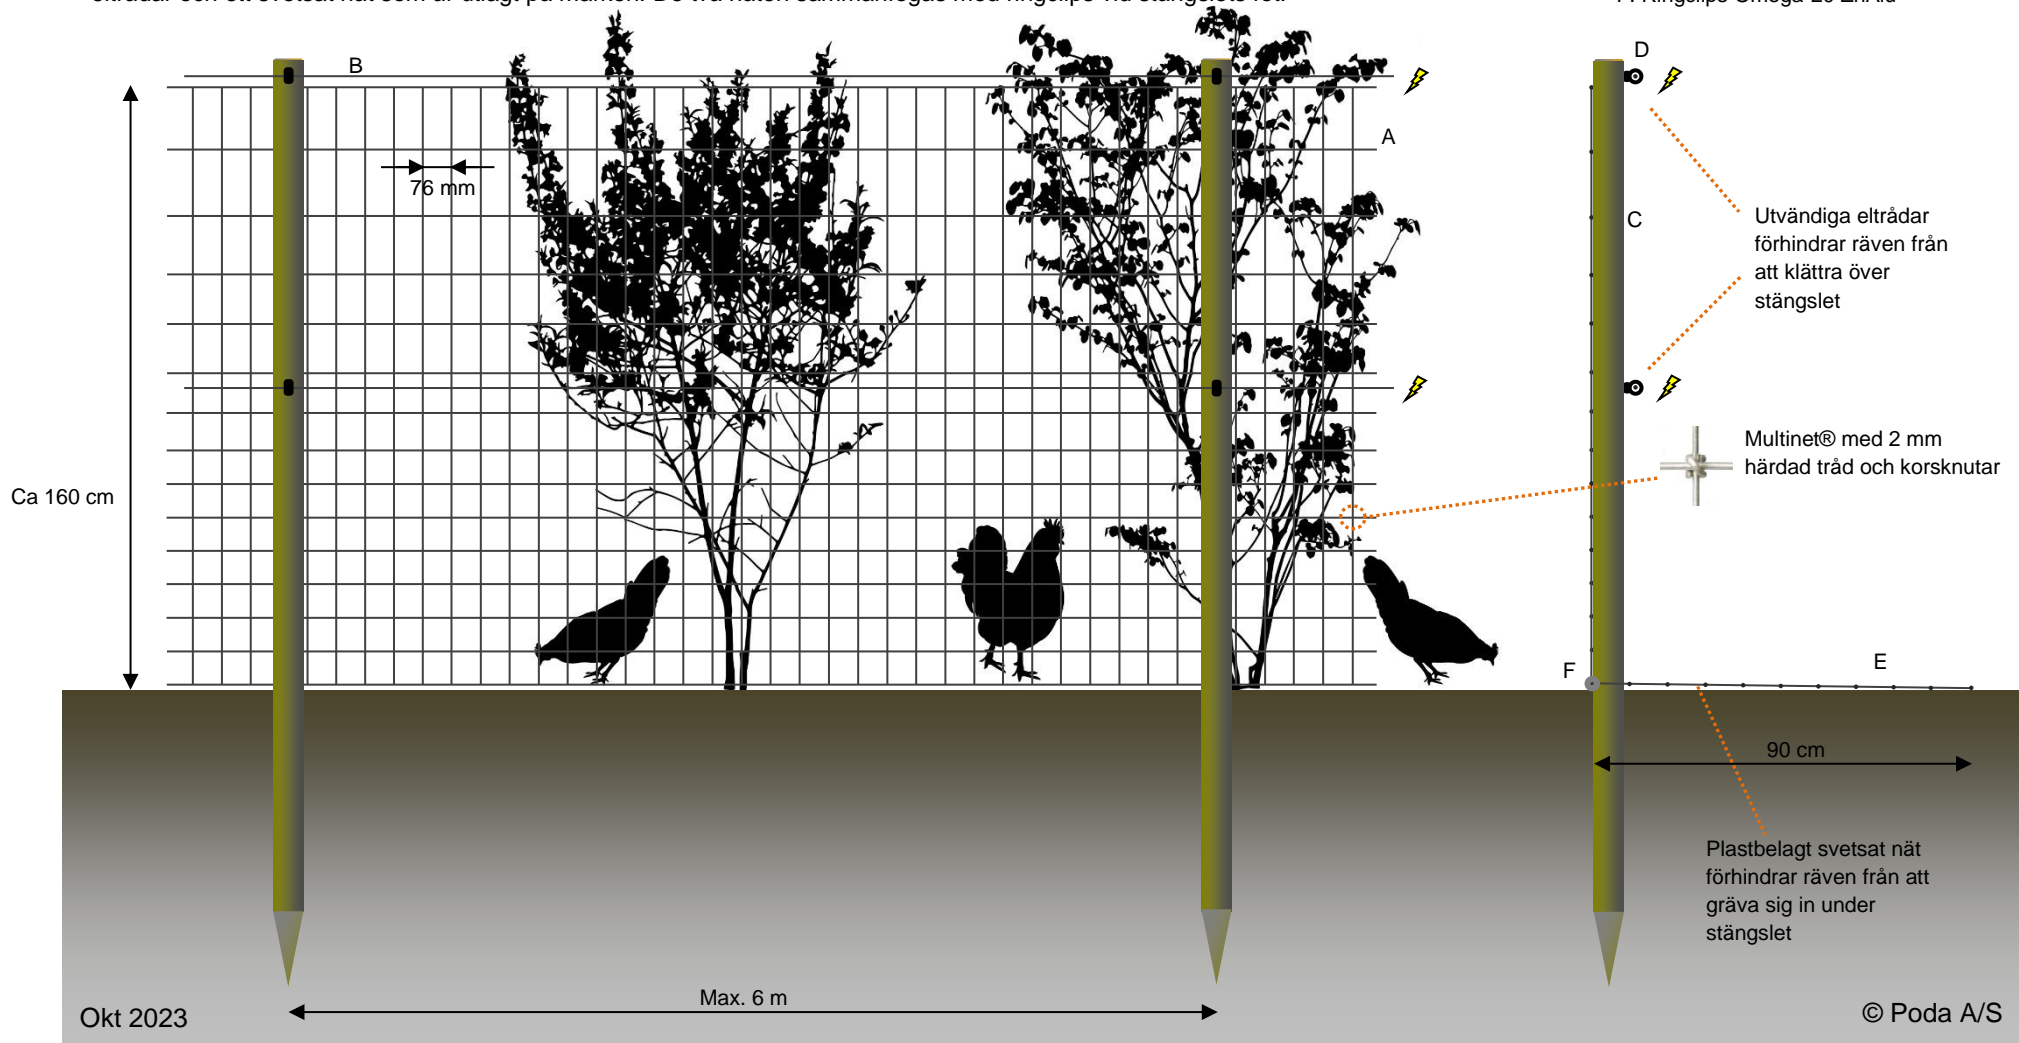 B
D
A
76 mm
C
Utvändiga eltrådar
förhindrar räven från
att klättra över
stängslet
Multinet® med 2 mm
härdad tråd och korsknutar
Ca 160 cm
F
E
90 cm
Plastbelagt svetsat nät
förhindrar räven från att
gräva sig in under
stängslet
Max. 6 m
Okt 2023
© Poda A/S